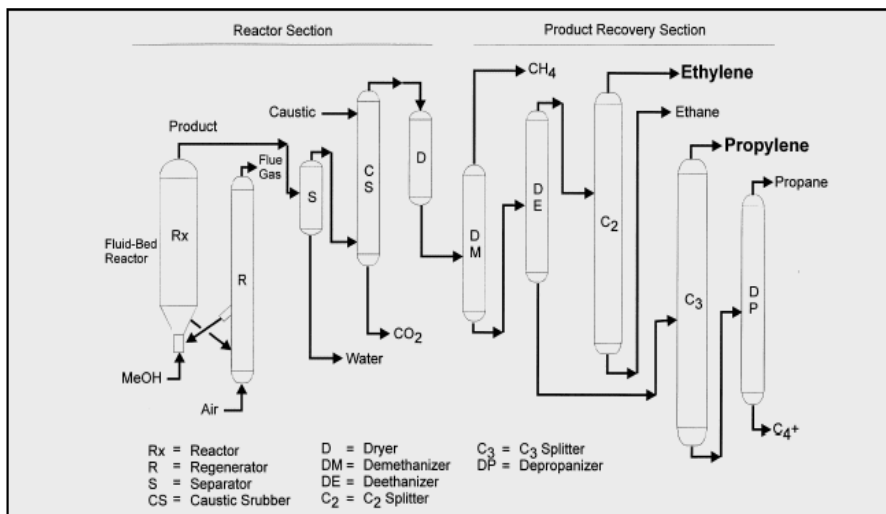 Reactor Section
Product Recovery Section
CH4
Ethylene
Ethane
Caustic
Product
Flue
Gas
Propylene
Propane
Rx
Fluid-Bed
Reactor
R
S
CS
D
DM
DE
C2
C3
DP
CO2
Water
MeOH
Air
C4+
Rx = Reactor
R = Regenerator
S = Separator
CS = Caustic Srubber
D = Dryer
DM = Demethanizer
DE = Deethanizer
C2 = C2 Splitter
C3 = C3 Splitter
DP = Depropanizer